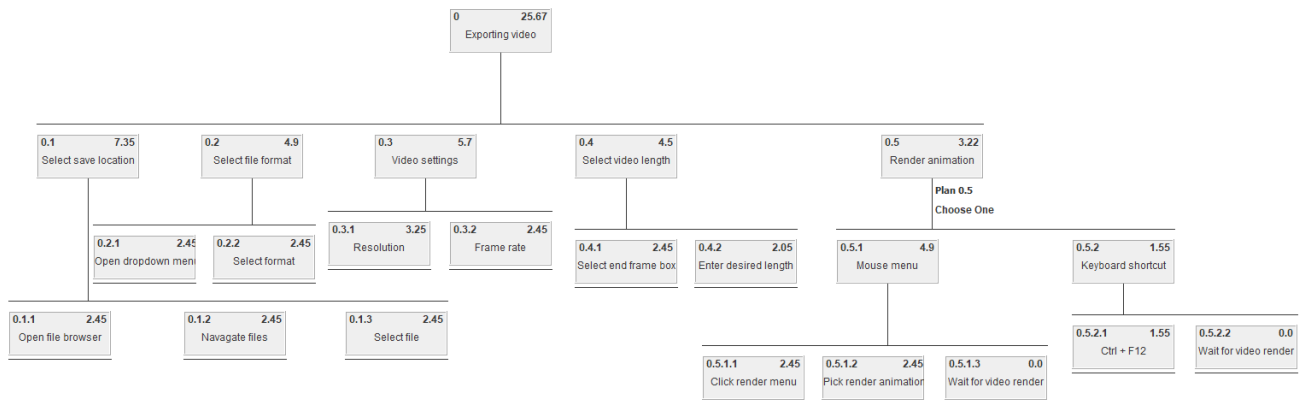 0 25.67
Exporting video
0.1 7.35
Select save location
0.2 4.9
Select file format
0.3 5.7
Video settings
0.4 4.5
Select video length
0.5 3.22
Render animation
Plan 0.5
Choose One
0.2.1 2.45
Open dropdown menu
0.2.2 2.45
Select format
0.3.1 3.25
Resolution
0.3.2 2.45
Frame rate
0.4.1 2.45
Select end frame box
0.4.2 2.05
Enter desired length
0.5.1 4.9
Mouse menu
0.5.2 1.55
Keyboard shortcut
0.1.1 2.45
Open file browser
0.1.2 2.45
Navagate files
0.1.3 2.45
Select file
0.5.1.1 2.45
Click render menu
0.5.1.2 2.45
Pick render animation
0.5.1.3 0.0
Wait for video render
0.5.2.1 1.55
Ctrl + F12
0.5.2.2 0.0
Wait for video render